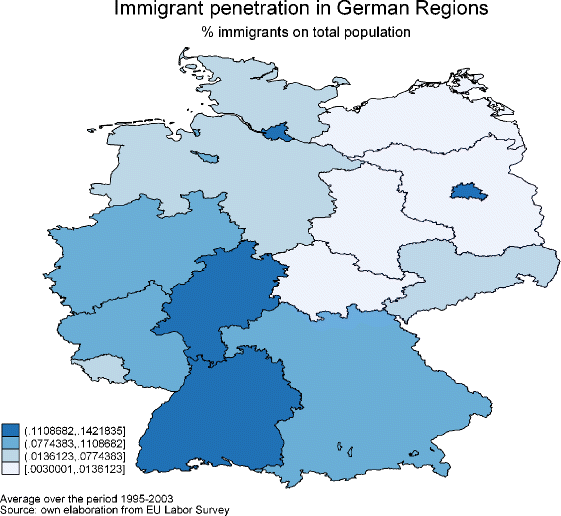 Immigrant penetration in German Regions
% immigrants on total population
(.1108682,.1421835]
(.0774383,.1108682]
(.0136123,.0774383]
[.0030001,.0136123]
Average over the period 1995-2003
Source: own elaboration from EU Labor Survey